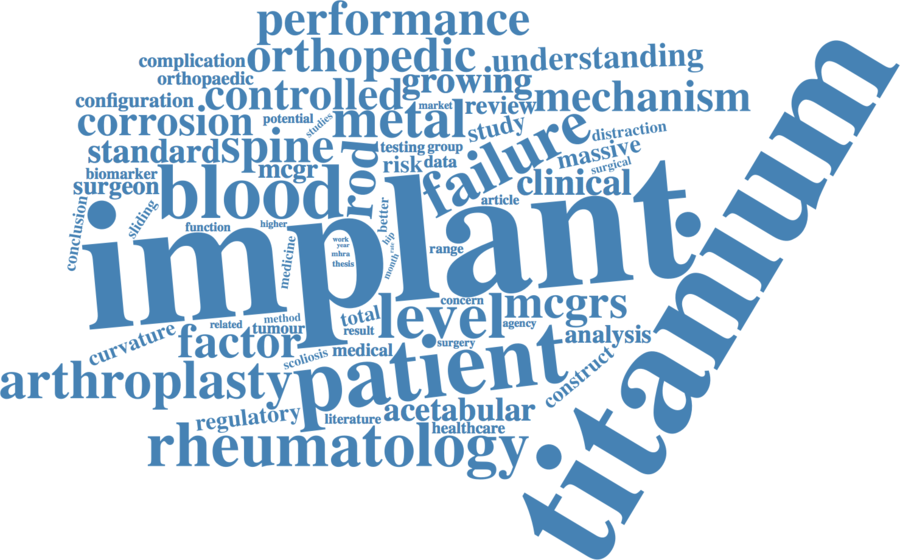 performance
complication
orthopedic
understanding
orthopaedic
growing
configuration
controlled
market
review
mechanism
corrosion
potential
studies
metal
study
failure
distraction
standard
spine
rod
testing
group
massive
mcgr
risk
data
surgical
biomarker
surgeon
blood
clinical
article
conclusion
sliding
function
higher
implant
better
hip
titanium
work
year
mhra
thesis
medicine
month
range
concern
mcgrs
level
agency
total
result
method
related
tumour
curvature
factor
scoliosis
medical
surgery
analysis
arthroplasty
patient
construct
regulatory
literature
acetabular
healthcare
rheumatology